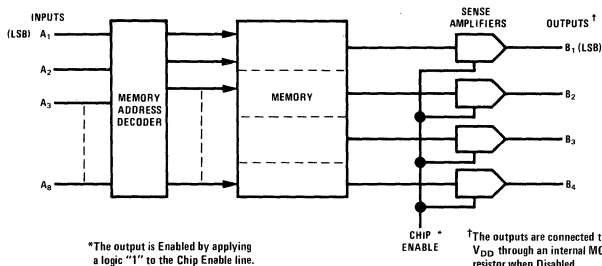 INPUTS
(LSB) A1
A2
A3
A8
MEMORY
ADDRESS
DECODER
MEMORY
SENSE
AMPLIFIERS
OUTPUTS †
B1 (LSB)
B2
B3
B4
CHIP *
ENABLE
*The output is Enabled by applying
a logic "1" to the Chip Enable line.
†The outputs are connected t
VDD through an internal MO
resistor when Disabled